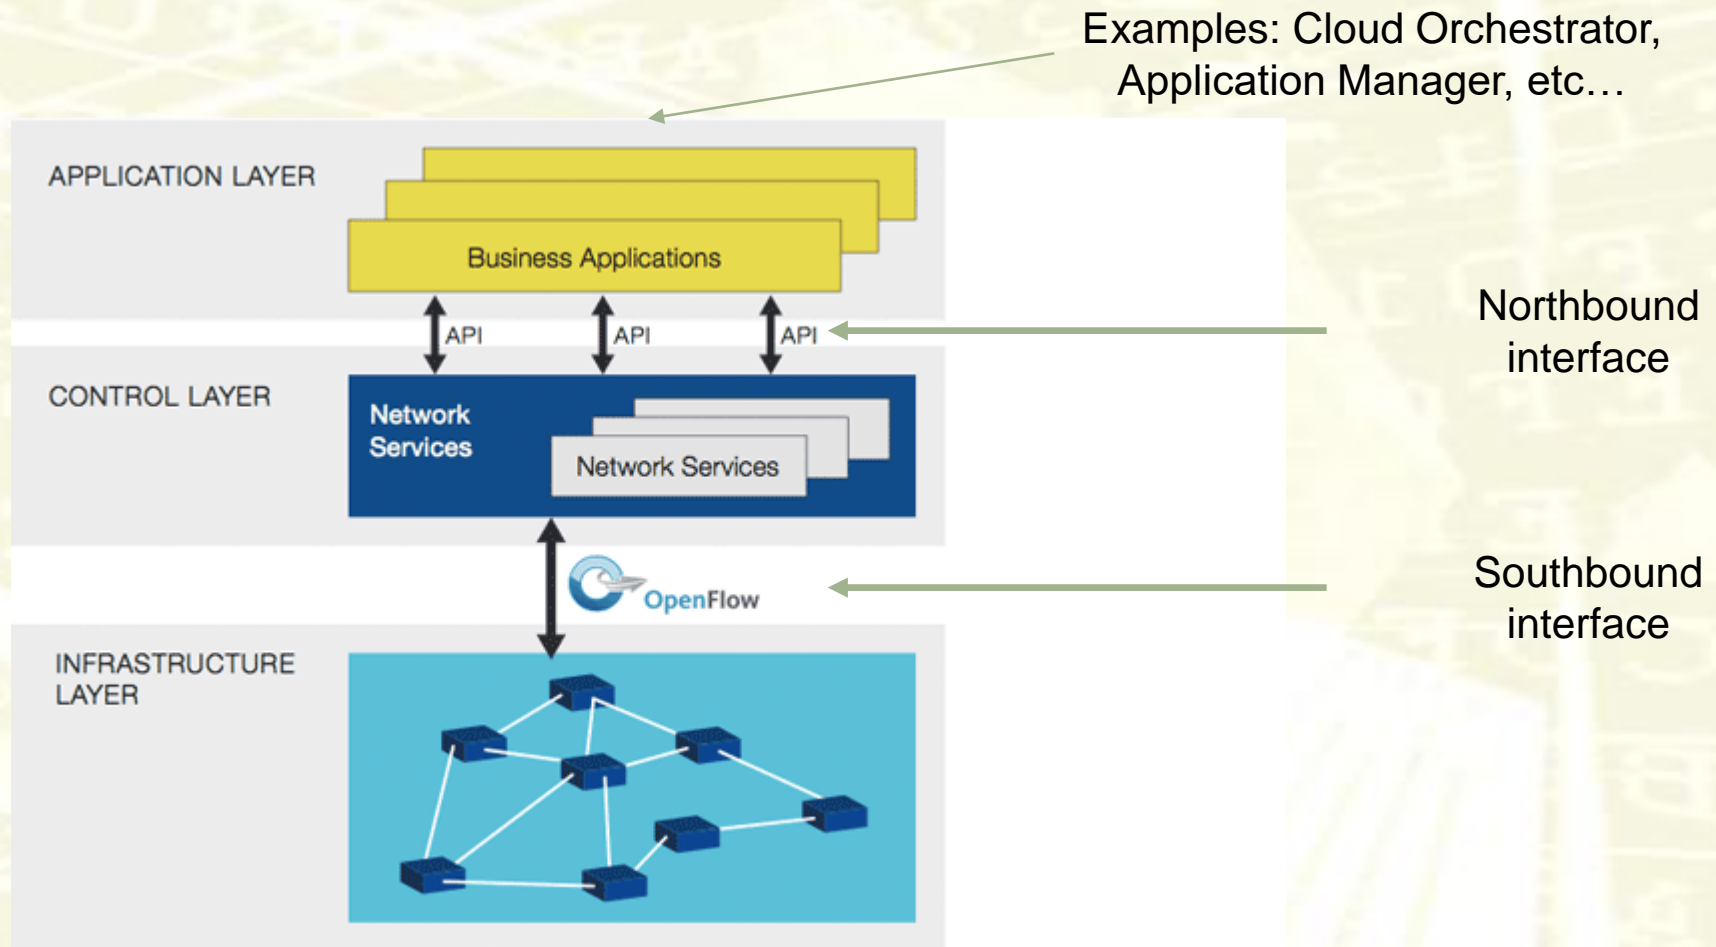 Examples: Cloud Orchestrator,
Application Manager, etc…
APPLICATION LAYER
Business Applications
API
API
API
Northbound
interface
CONTROL LAYER
Network
Services
Network Services
OpenFlow
Southbound
interface
INFRASTRUCTURE
LAYER